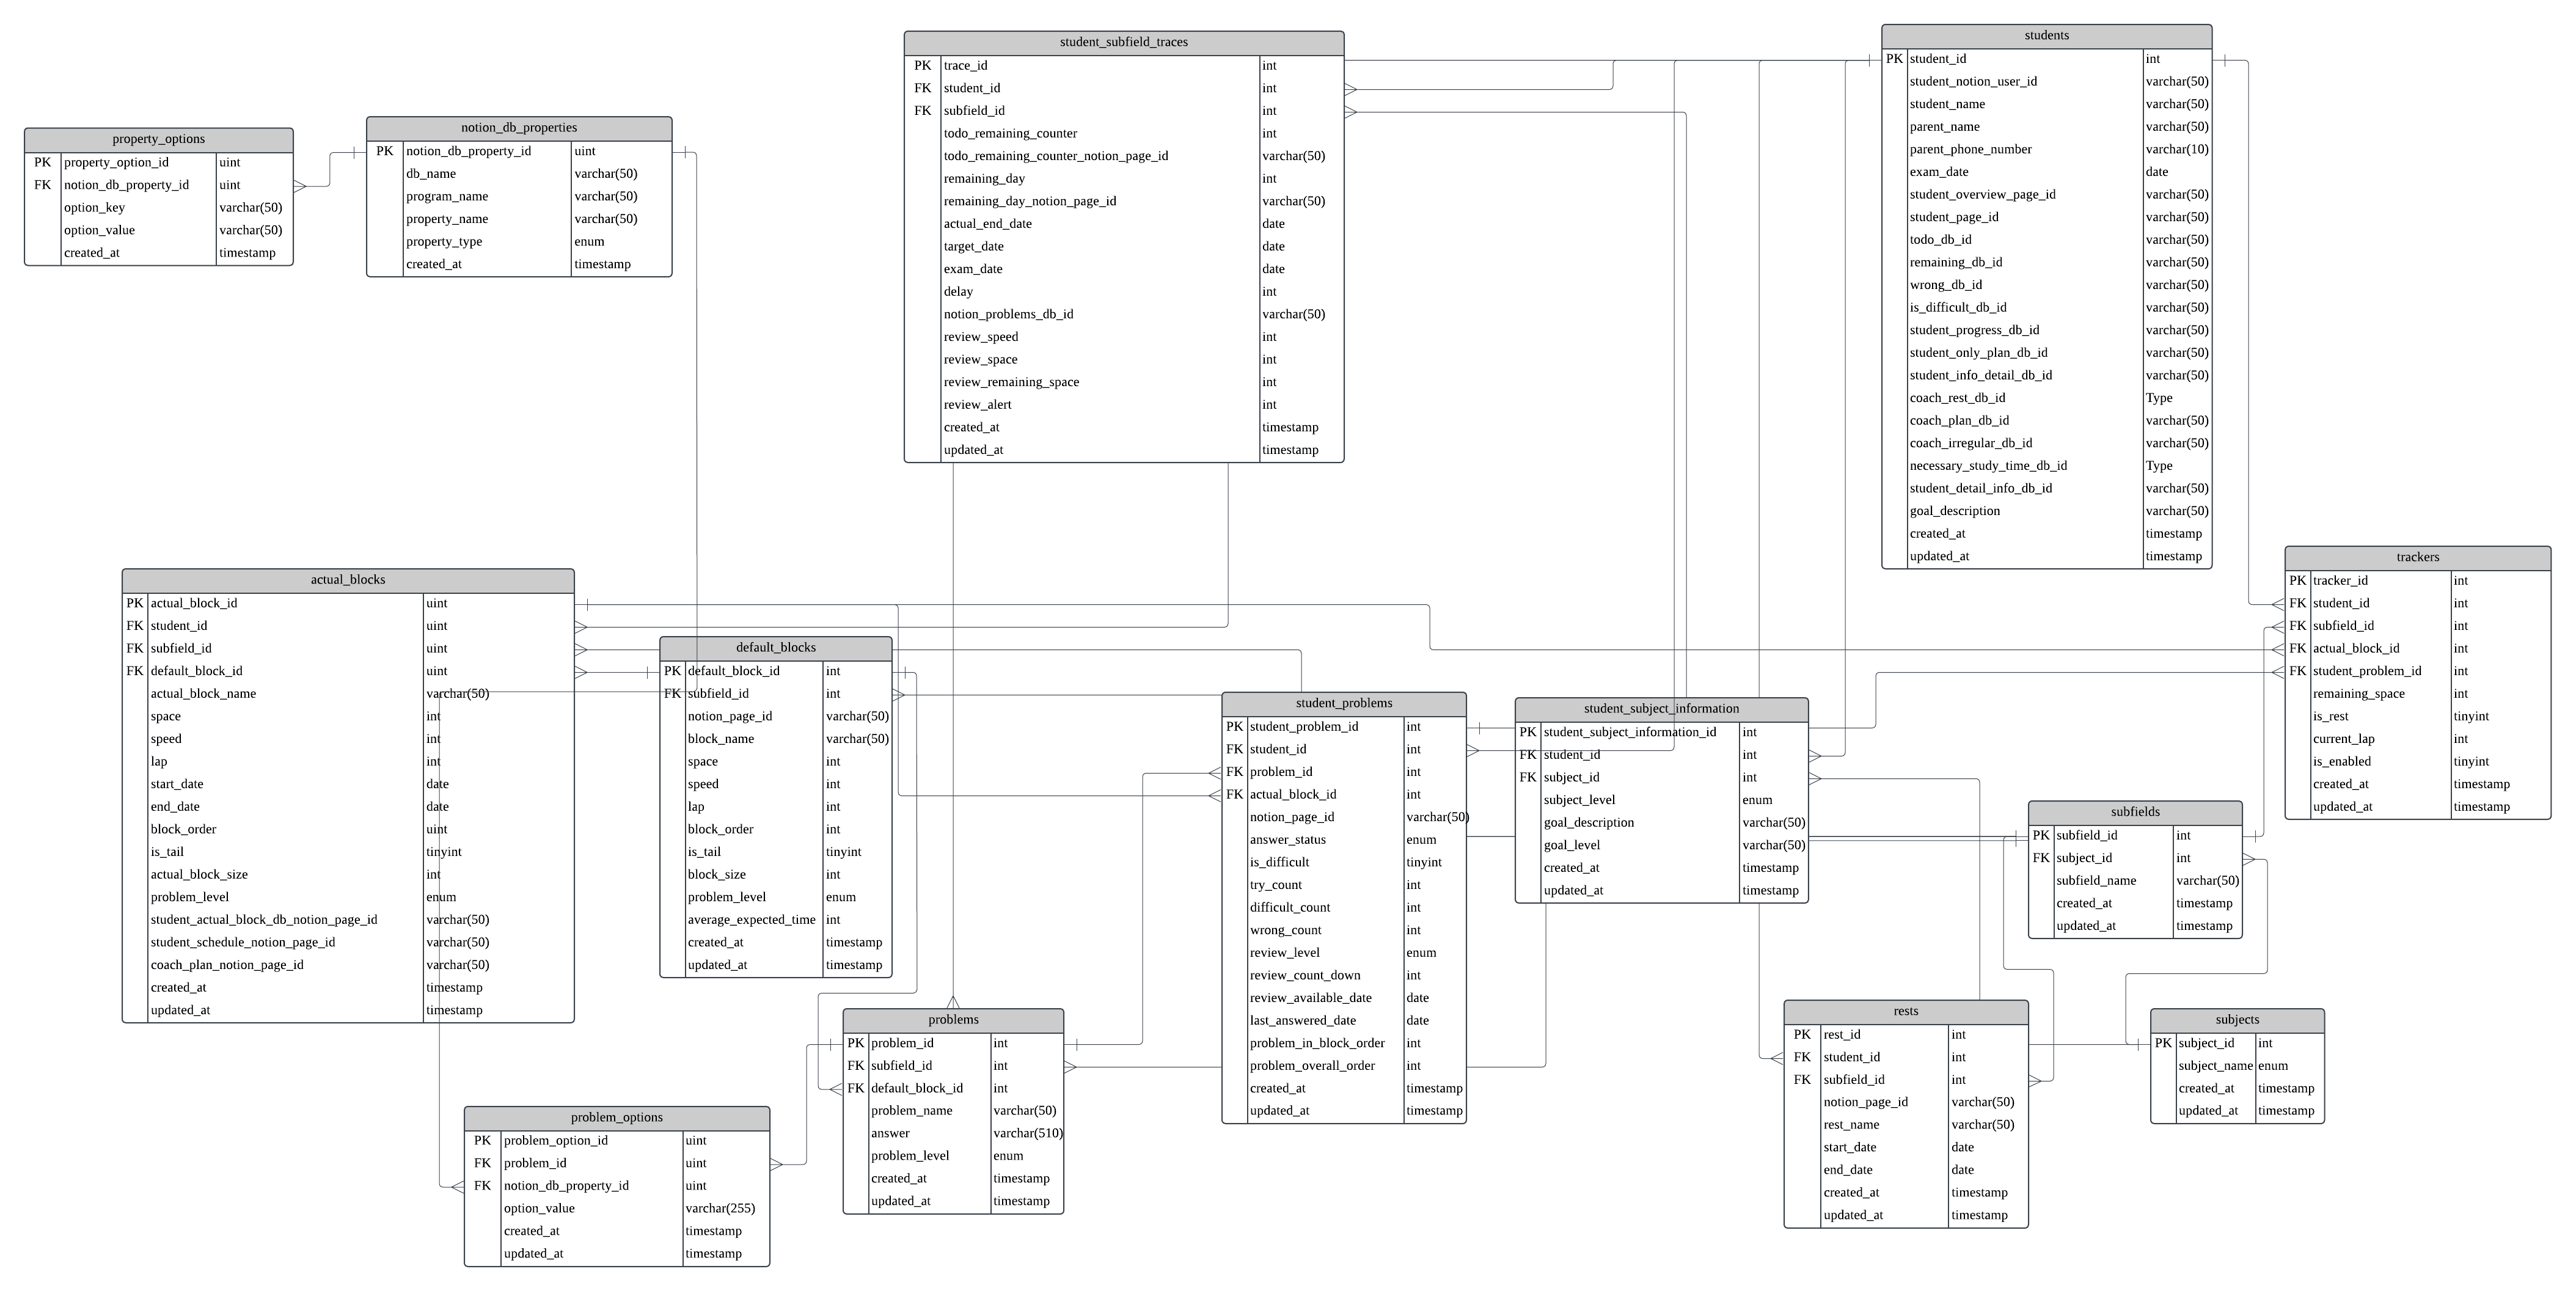 student_subfield_traces
PK trace_id int
FK student_id int
FK subfield_id int
todo_remaining_counter int
todo_remaining_counter_notion_page_id varchar(50)
remaining_day int
remaining_day_notion_page_id varchar(50)
actual_end_date date
target_date date
exam_date date
delay int
notion_problems_db_id varchar(50)
review_speed int
review_space int
review_remaining_space int
review_alert int
created_at timestamp
updated_at timestamp
students
PK student_id int
student_notion_user_id varchar(50)
student_name varchar(50)
parent_name varchar(50)
parent_phone_number varchar(10)
exam_date date
student_overview_page_id varchar(50)
student_page_id varchar(50)
todo_db_id varchar(50)
remaining_db_id varchar(50)
wrong_db_id varchar(50)
is_difficult_db_id varchar(50)
student_progress_db_id varchar(50)
student_only_plan_db_id varchar(50)
student_info_detail_db_id varchar(50)
coach_rest_db_id Type
coach_plan_db_id varchar(50)
coach_irregular_db_id varchar(50)
necessary_study_time_db_id Type
student_detail_info_db_id varchar(50)
goal_description varchar(50)
created_at timestamp
updated_at timestamp
property_options
PK property_option_id uint
FK notion_db_property_id uint
option_key varchar(50)
option_value varchar(50)
created_at timestamp
notion_db_properties
PK notion_db_property_id uint
db_name varchar(50)
program_name varchar(50)
property_name varchar(50)
property_type enum
created_at timestamp
trackers
PK tracker_id int
FK student_id int
FK subfield_id int
FK actual_block_id int
FK student_problem_id int
remaining_space int
is_rest tinyint
current_lap int
is_enabled tinyint
created_at timestamp
updated_at timestamp
actual_blocks
PK actual_block_id uint
FK student_id uint
FK subfield_id uint
FK default_block_id uint
actual_block_name varchar(50)
space int
speed int
lap int
start_date date
end_date date
block_order uint
is_tail tinyint
actual_block_size int
problem_level enum
student_actual_block_db_notion_page_id varchar(50)
student_schedule_notion_page_id varchar(50)
coach_plan_notion_page_id varchar(50)
created_at timestamp
updated_at timestamp
default_blocks
PK default_block_id int
FK subfield_id int
notion_page_id varchar(50)
block_name varchar(50)
space int
speed int
lap int
block_order int
is_tail tinyint
block_size int
problem_level enum
average_expected_time int
created_at timestamp
updated_at timestamp
student_problems
PK student_problem_id int
FK student_id int
FK problem_id int
FK actual_block_id int
notion_page_id varchar(50)
answer_status enum
is_difficult tinyint
try_count int
difficult_count int
wrong_count int
review_level enum
review_count_down int
review_available_date date
last_answered_date date
problem_in_block_order int
problem_overall_order int
created_at timestamp
updated_at timestamp
student_subject_information
PK student_subject_information_id int
FK student_id int
FK subject_id int
subject_level enum
goal_description varchar(50)
goal_level varchar(50)
created_at timestamp
updated_at timestamp
subfields
PK subfield_id int
FK subject_id int
subfield_name varchar(50)
created_at timestamp
updated_at timestamp
rests
PK rest_id int
FK student_id int
FK subfield_id int
notion_page_id varchar(50)
rest_name varchar(50)
start_date date
end_date date
created_at timestamp
updated_at timestamp
subjects
PK subject_id int
subject_name enum
created_at timestamp
updated_at timestamp
problems
PK problem_id int
FK subfield_id int
FK default_block_id int
problem_name varchar(50)
answer varchar(510)
problem_level enum
created_at timestamp
updated_at timestamp
problem_options
PK problem_option_id uint
FK problem_id uint
FK notion_db_property_id uint
option_value varchar(255)
created_at timestamp
updated_at timestamp